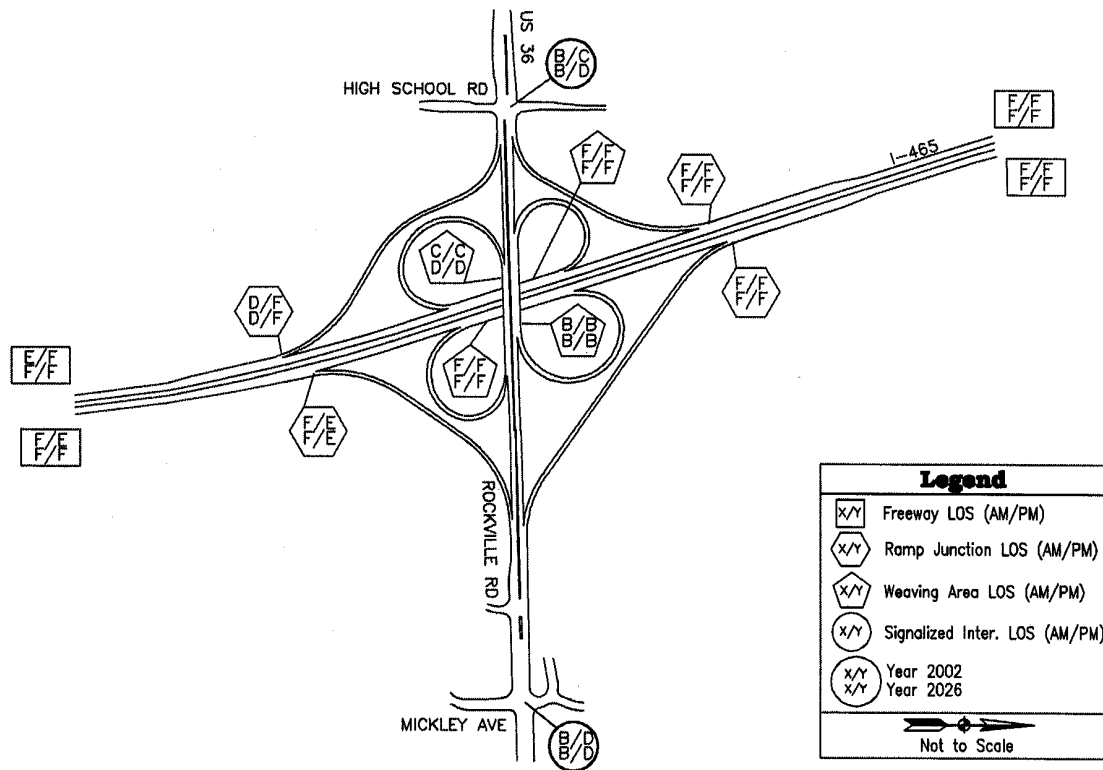 US 36
B/C
B/D
HIGH SCHOOL RD
F/F
F/F
I-465
F/F
F/F
F/F
F/F
F/F
F/F
C/C
D/D
F/F
F/F
D/F
D/F
B/B
B/B
E/F
F/F
F/F
F/F
F/E
F/E
F/E
F/F
ROCKVILLE RD
MICKLEY AVE
B/D
B/D
Legend
X/Y Freeway LOS (AM/PM)
X/Y Ramp Junction LOS (AM/PM)
X/Y Weaving Area LOS (AM/PM)
X/Y Signalized Inter. LOS (AM/PM)
X/Y Year 2002
X/Y Year 2026
Not to Scale